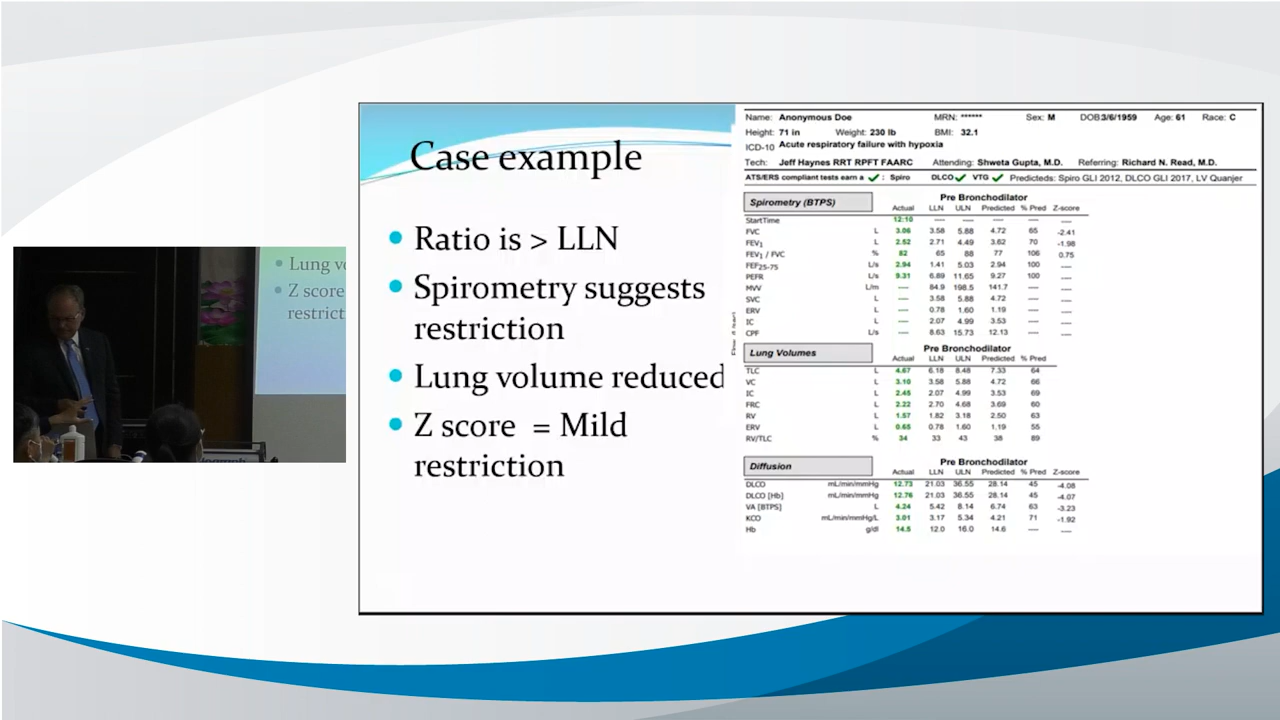 Case example
Ratio is > LLN
Spirometry suggests
restriction
Lung volume reduced
Z score = Mild
restriction
Name: Anonymous Doe MRN: ****** Sex: M DOB:3/6/1959 Age: 61 Race: C
Height: 71 in Weight: 230 lb BMI: 32.1
ICD-10 Acute respiratory failure with hypoxia
Tech: Jeff Haynes RRT RPFT FAARC Attending: Shweta Gupta, M.D. Referring: Richard N. Read, M.D.
ATS/ERS compliant tests earn a ✓ : Spiro DLCO ✓ VTG ✓ Predicteds: Spiro GLI 2012, DLCO GLI 2017, LV Quanjer
Spirometry (BTPS) Pre Bronchodilator
Actual LLN ULN Predicted % Pred Z-score
StartTime 12:10 ---- ---- ---- ---- ----
FVC L 3.06 3.58 5.88 4.72 65 -2.41
FEV1 L 2.52 2.71 4.49 3.62 70 -1.98
FEV1 / FVC % 82 65 88 77 106 0.75
FEF25-75 L/s 2.94 1.41 5.03 2.94 100 ----
PEFR L/s 9.31 6.89 11.65 9.27 100 ----
MVV L/m ---- 84.9 198.5 141.7 ---- ----
SVC L ---- 3.58 5.88 4.72 ---- ----
ERV L ---- 0.78 1.60 1.19 ---- ----
IC L ---- 2.07 4.99 3.53 ---- ----
CPF L/s ---- 8.63 15.73 12.13 ---- ----
Lung Volumes Pre Bronchodilator
Actual LLN ULN Predicted % Pred
TLC L 4.67 6.18 8.48 7.33 64
VC L 3.10 3.58 5.88 4.72 66
IC L 2.45 2.07 4.99 3.53 69
FRC L 2.22 2.70 4.68 3.69 60
RV L 1.57 1.82 3.18 2.50 63
ERV L 0.65 0.78 1.60 1.19 55
RV/TLC % 34 33 43 38 89
Diffusion Pre Bronchodilator
Actual LLN ULN Predicted % Pred Z-score
DLCO mL/min/mmHg 12.73 21.03 36.55 28.14 45 -4.08
DLCO [Hb] mL/min/mmHg 12.76 21.03 36.55 28.14 45 -4.07
VA [BTPS] L 4.24 5.42 8.14 6.74 63 -3.23
KCO mL/min/mmHg/L 3.01 3.17 5.34 4.21 71 -1.92
Hb g/dl 14.5 12.0 16.0 14.6 ---- ----
Lung v
Z score
restrict